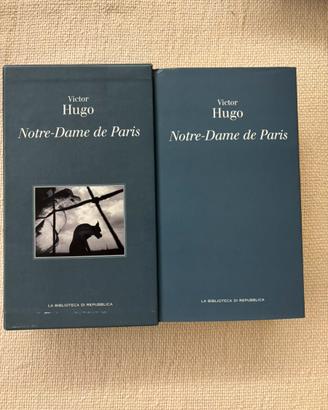 Victor
Hugo
Notre-Dame de Paris
LA BIBLIOTECA DI REPUBBLICA
Victor
Hugo
Notre-Dame de Paris
LA BIBLIOTECA DI REPUBBLICA